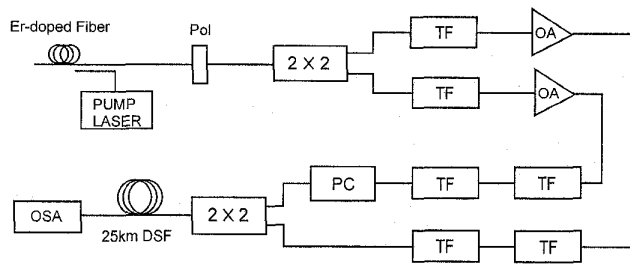 Er-doped Fiber
Pol
PUMP
LASER
2 X 2
TF
OA
TF
OA
OSA
25km DSF
2 X 2
PC
TF
TF
TF
TF